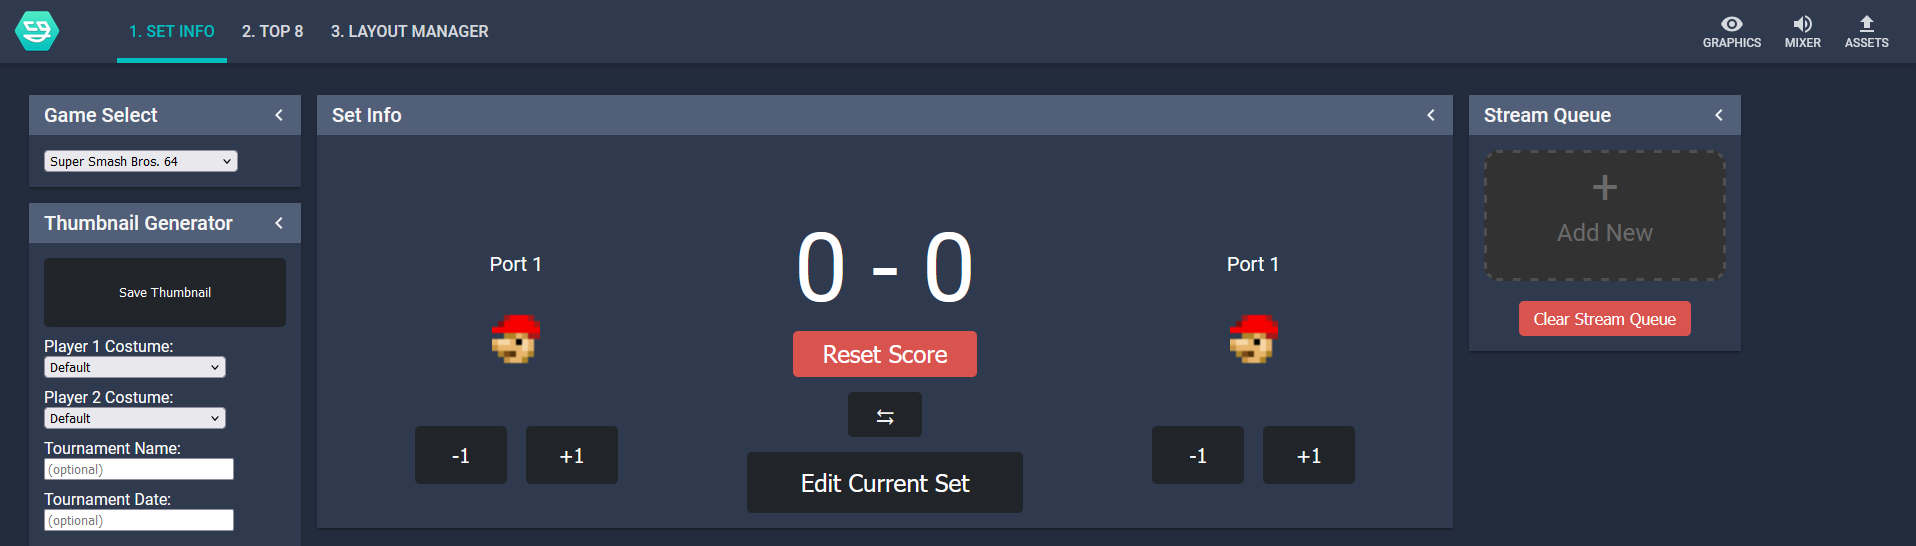 1. SET INFO
2. TOP 8
3. LAYOUT MANAGER
GRAPHICS
MIXER
ASSETS
Game Select
Super Smash Bros. 64
Thumbnail Generator
Save Thumbnail
Player 1 Costume:
Default
Player 2 Costume:
Default
Tournament Name:
(optional)
Tournament Date:
(optional)
Set Info
Port 1
0 - 0
Port 1
Reset Score
-1
+1
Edit Current Set
-1
+1
Stream Queue
+
Add New
Clear Stream Queue